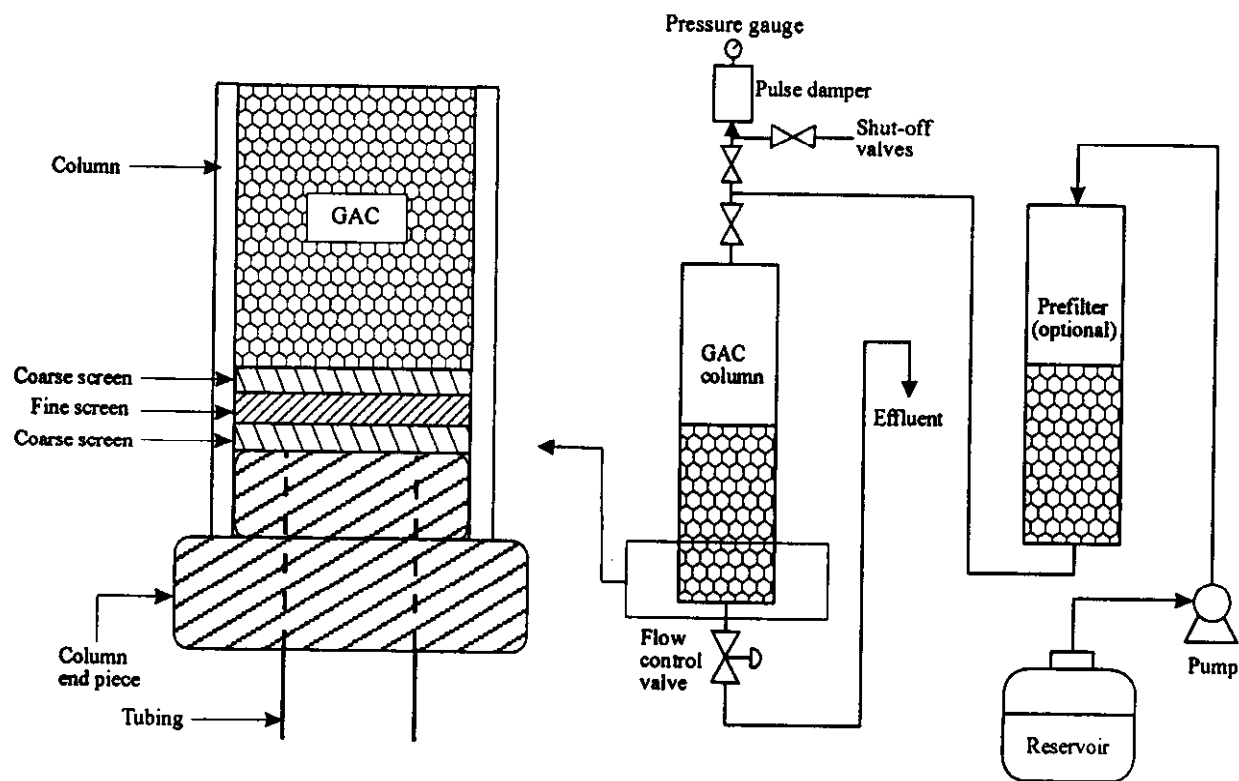 Pressure gauge
Pulse damper
Shut-off
valves
Column
GAC
Prefilter
(optional)
GAC
column
Coarse screen
Fine screen
Coarse screen
Effluent
Column
end piece
Flow
control
valve
Pump
Tubing
Reservoir